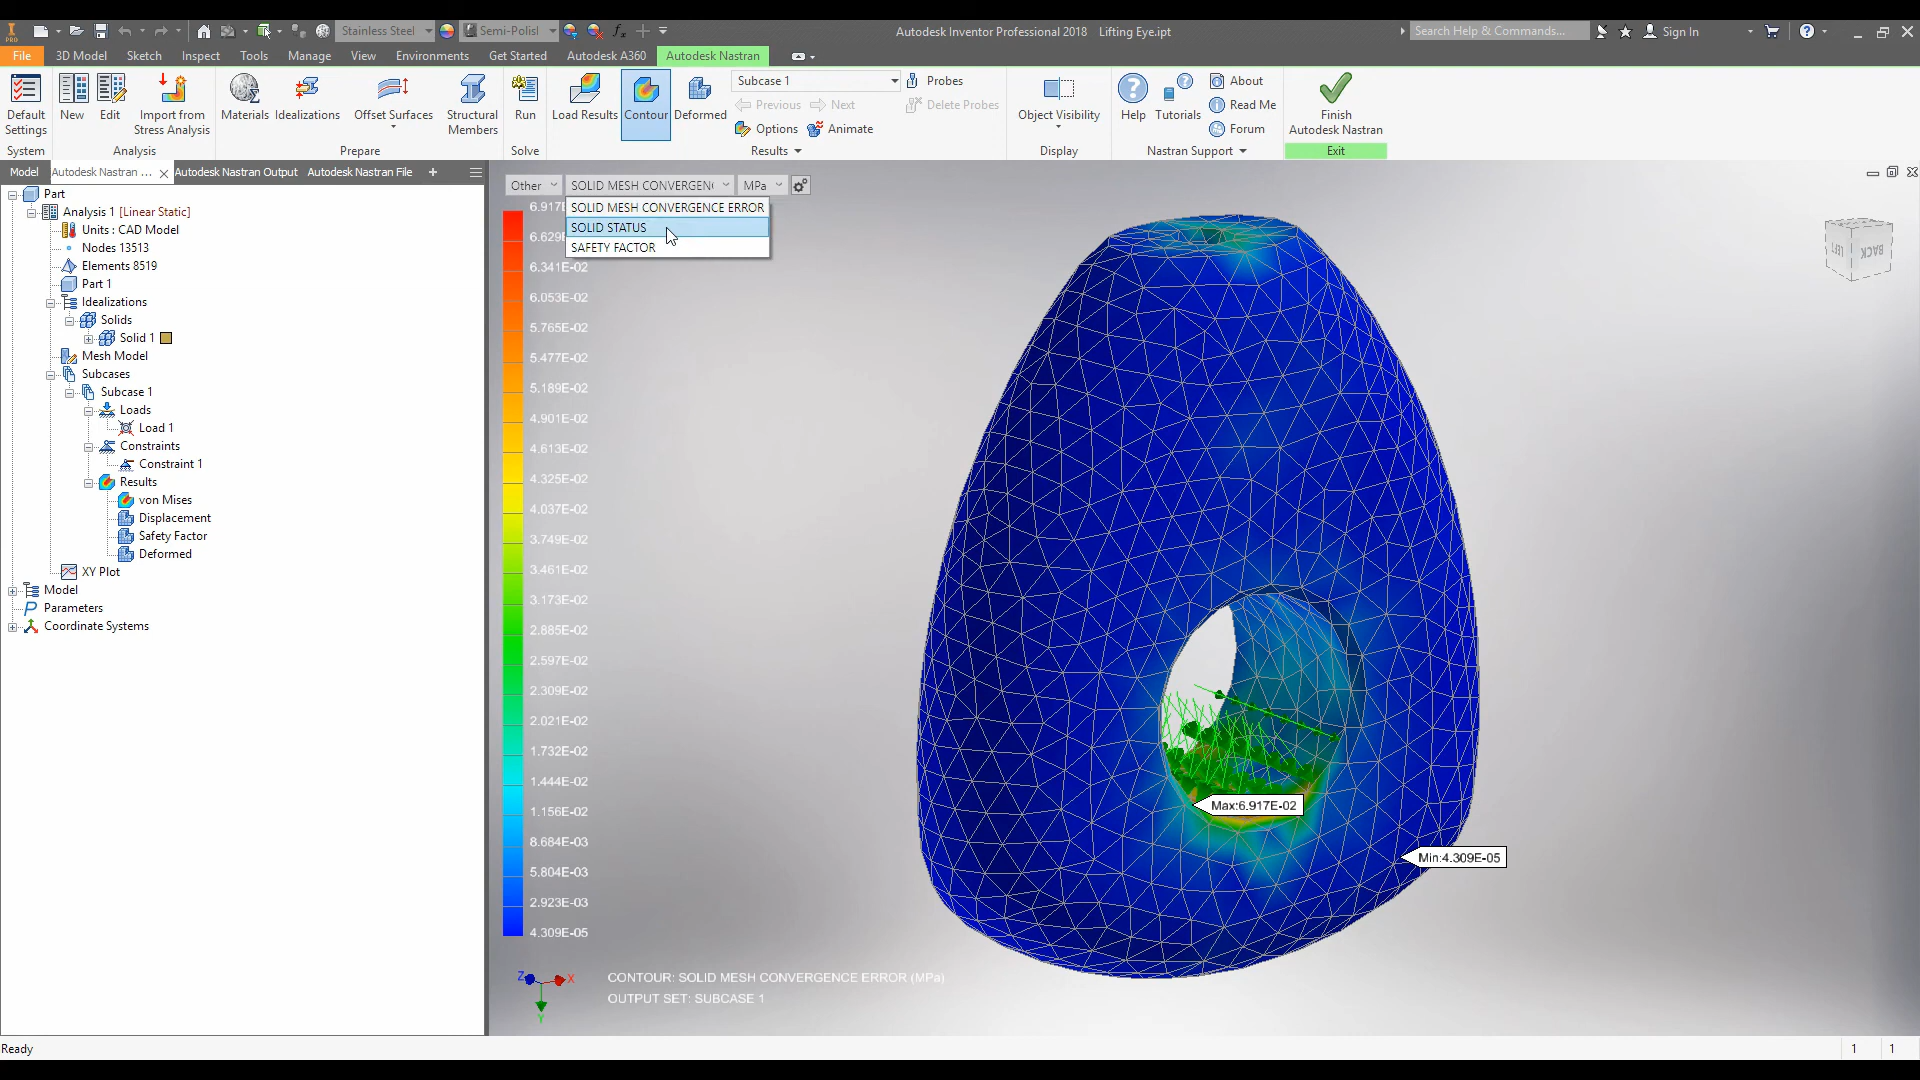 PRO
Stainless Steel
Semi-Polisl
Autodesk Inventor Professional 2018 Lifting Eye.ipt
Search Help & Commands...
Sign In
File 3D Model Sketch Inspect Tools Manage View Environments Get Started Autodesk A360 Autodesk Nastran
Default Settings
New
Edit
Import from Stress Analysis
Materials
Idealizations
Offset Surfaces
Structural Members
Run
Load Results
Contour
Deformed
Subcase 1
Previous Next
Options Animate
Probes
Delete Probes
Object Visibility
Help
Tutorials
About
Read Me
Forum
Finish Autodesk Nastran
System Analysis Prepare Solve Results Display Nastran Support Exit
Model Autodesk Nastran ... Autodesk Nastran Output Autodesk Nastran File
Part
Analysis 1 [Linear Static]
Units : CAD Model
Nodes 13513
Elements 8519
Part 1
Idealizations
Solids
Solid 1
Mesh Model
Subcases
Subcase 1
Loads
Load 1
Constraints
Constraint 1
Results
von Mises
Displacement
Safety Factor
Deformed
XY Plot
Model
Parameters
Coordinate Systems
Other SOLID MESH CONVERGEN MPa
SOLID MESH CONVERGENCE ERROR
SOLID STATUS
SAFETY FACTOR
6.917E
6.629E
6.341E-02
6.053E-02
5.765E-02
5.477E-02
5.189E-02
4.901E-02
4.613E-02
4.325E-02
4.037E-02
3.749E-02
3.461E-02
3.173E-02
2.885E-02
2.597E-02
2.309E-02
2.021E-02
1.732E-02
1.444E-02
1.156E-02
8.684E-03
5.804E-03
2.923E-03
4.309E-05
LEFT BACK
Max:6.917E-02
Min:4.309E-05
Z X
Y
CONTOUR: SOLID MESH CONVERGENCE ERROR (MPa)
OUTPUT SET: SUBCASE 1
Ready
1 1